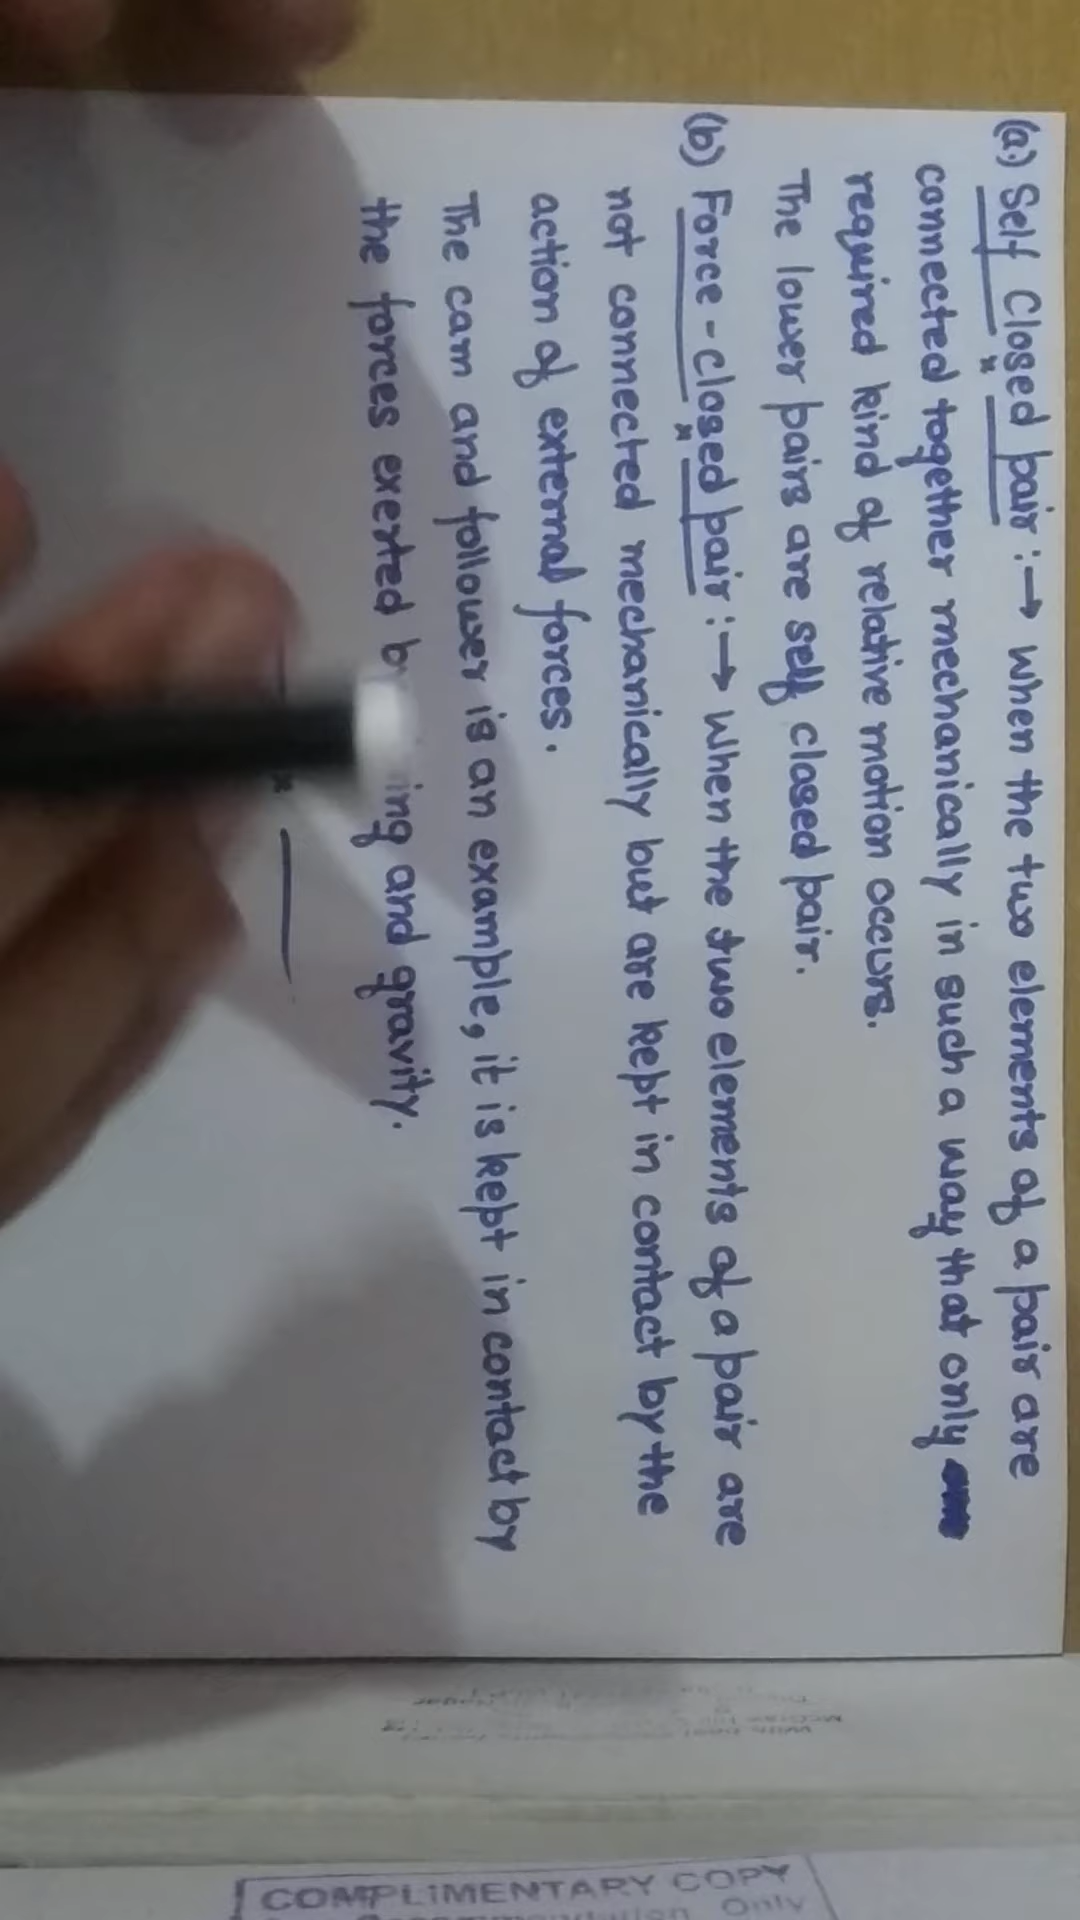 (a.) Self Closed pair :→ when the two elements of a pair are
connected together mechanically in such a way that only
required kind of relative motion occurs.
The lower pairs are self closed pair.
(b) Force-closed pair :→ When the two elements of a pair are
not connected mechanically but are kept in contact by the
action of external forces.
The cam and follower is an example, it is kept in contact by
the forces exerted and gravity.
COMPLIMENTARY COPY
Only